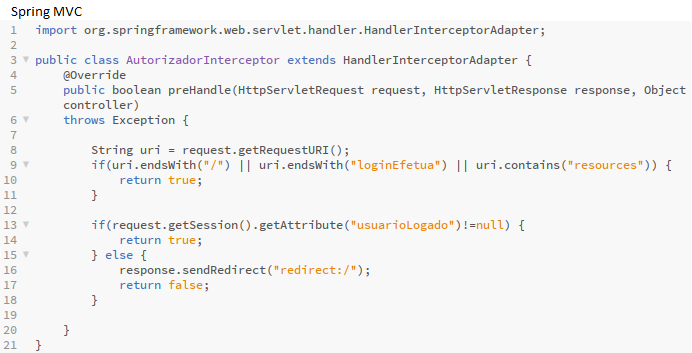 Spring MVC
1 import org.springframework.web.servlet.handler.HandlerInterceptorAdapter;
2
3 public class AutorizadorInterceptor extends HandlerInterceptorAdapter {
4 @Override
5 public boolean preHandle(HttpServletRequest request, HttpServletResponse response, Object
controller)
6 throws Exception {
7
8 String uri = request.getRequestURI();
9 if(uri.endsWith("/") || uri.endsWith("loginEfetua") || uri.contains("resources")) {
10 return true;
11 }
12
13 if(request.getSession().getAttribute("usuarioLogado")!=null) {
14 return true;
15 } else {
16 response.sendRedirect("redirect:/");
17 return false;
18 }
19
20 }
21 }